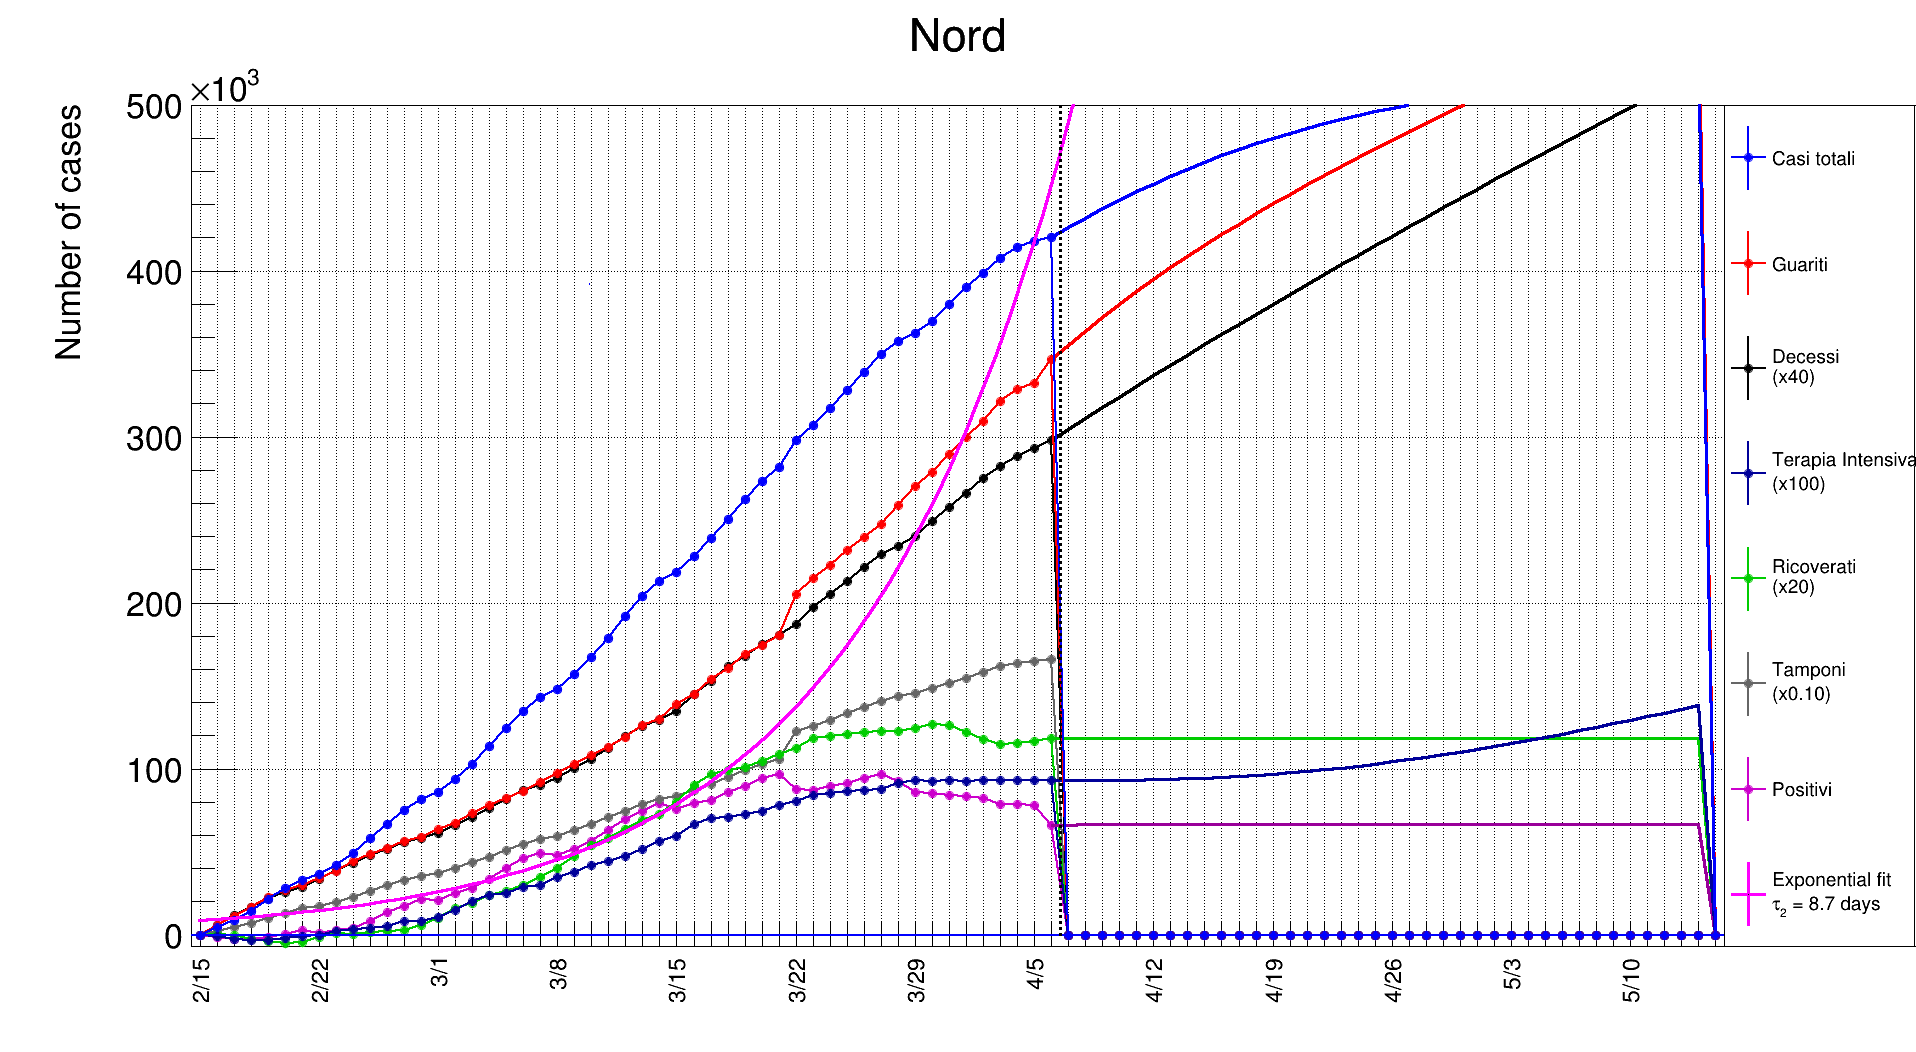 Nord
×10³
Number of cases
500
400
300
200
100
0
2/15
2/22
3/1
3/8
3/15
3/22
3/29
4/5
4/12
4/19
4/26
5/3
5/10
Casi totali
Guariti
Decessi
(x40)
Terapia Intensiva
(x100)
Ricoverati
(x20)
Tamponi
(x0.10)
Positivi
Exponential fit
τ₂ = 8.7 days